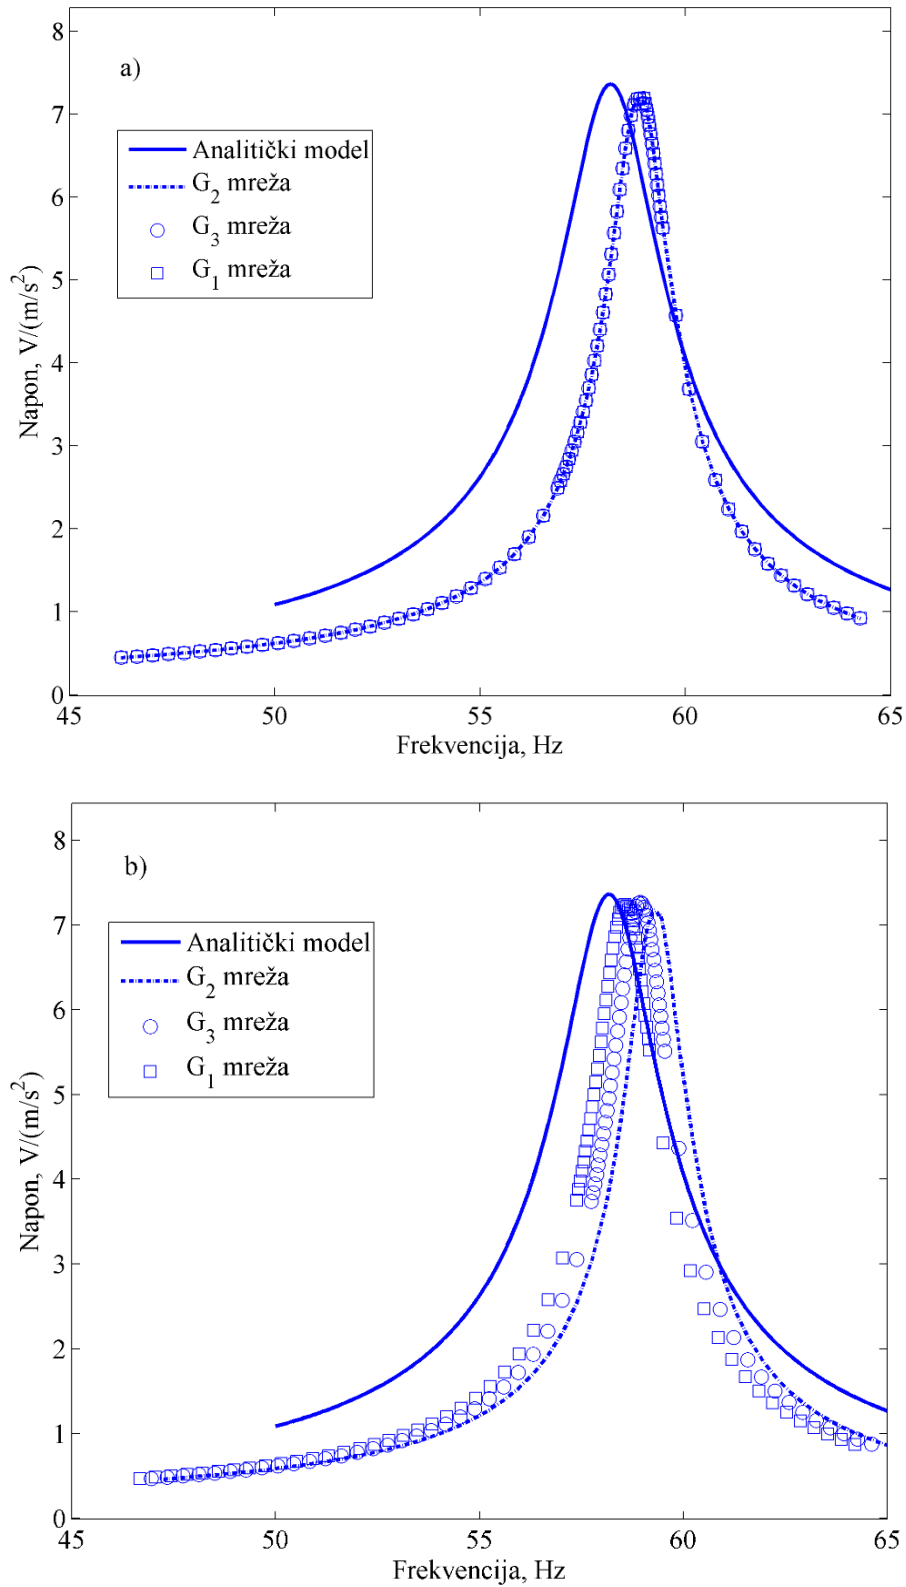 a)
Analitički model
G₂ mreža
G₃ mreža
G₁ mreža
Napon, V/(m/s²)
8
7
6
5
4
3
2
1
0
45 50 55 60 65
Frekvencija, Hz
b)
Analitički model
G₂ mreža
G₃ mreža
G₁ mreža
Napon, V/(m/s²)
8
7
6
5
4
3
2
1
0
45 50 55 60 65
Frekvencija, Hz